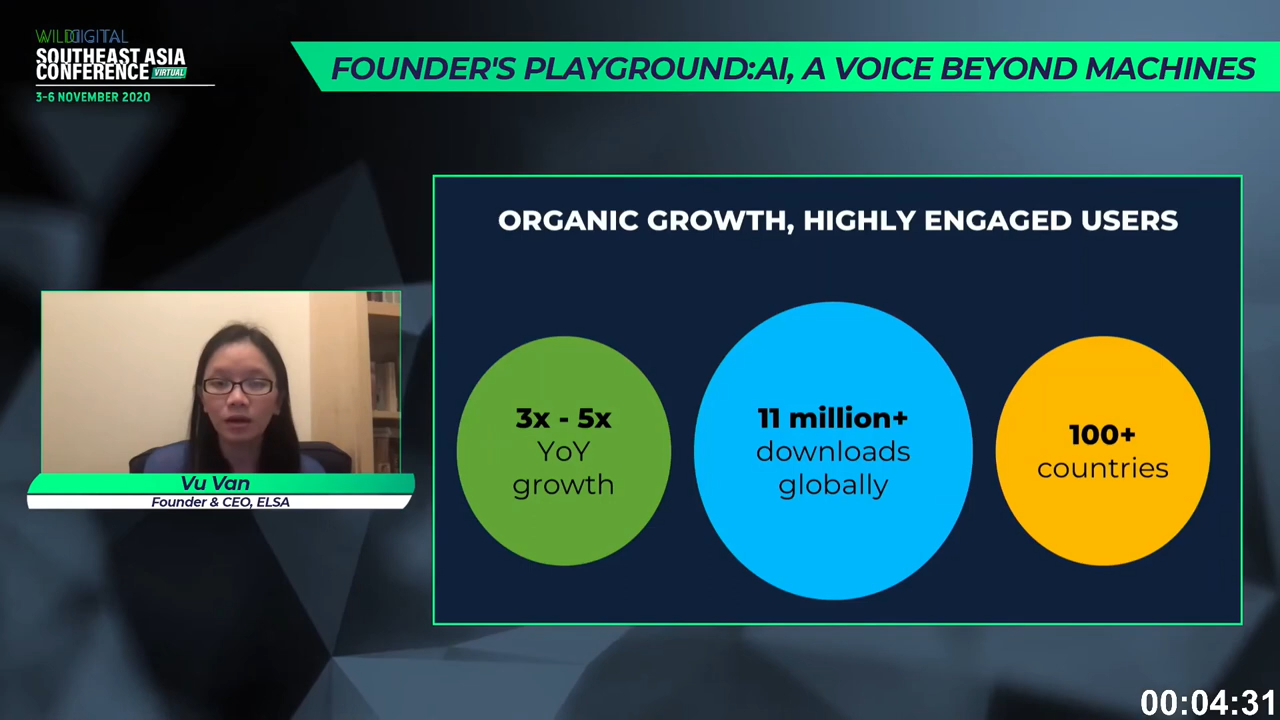 WILDDIGITAL
SOUTHEAST ASIA
CONFERENCE VIRTUAL
3-6 NOVEMBER 2020
FOUNDER'S PLAYGROUND:AI, A VOICE BEYOND MACHINES
ORGANIC GROWTH, HIGHLY ENGAGED USERS
3x - 5x
YoY
growth
11 million+
downloads
globally
100+
countries
Vu Van
Founder & CEO, ELSA
00:04:31